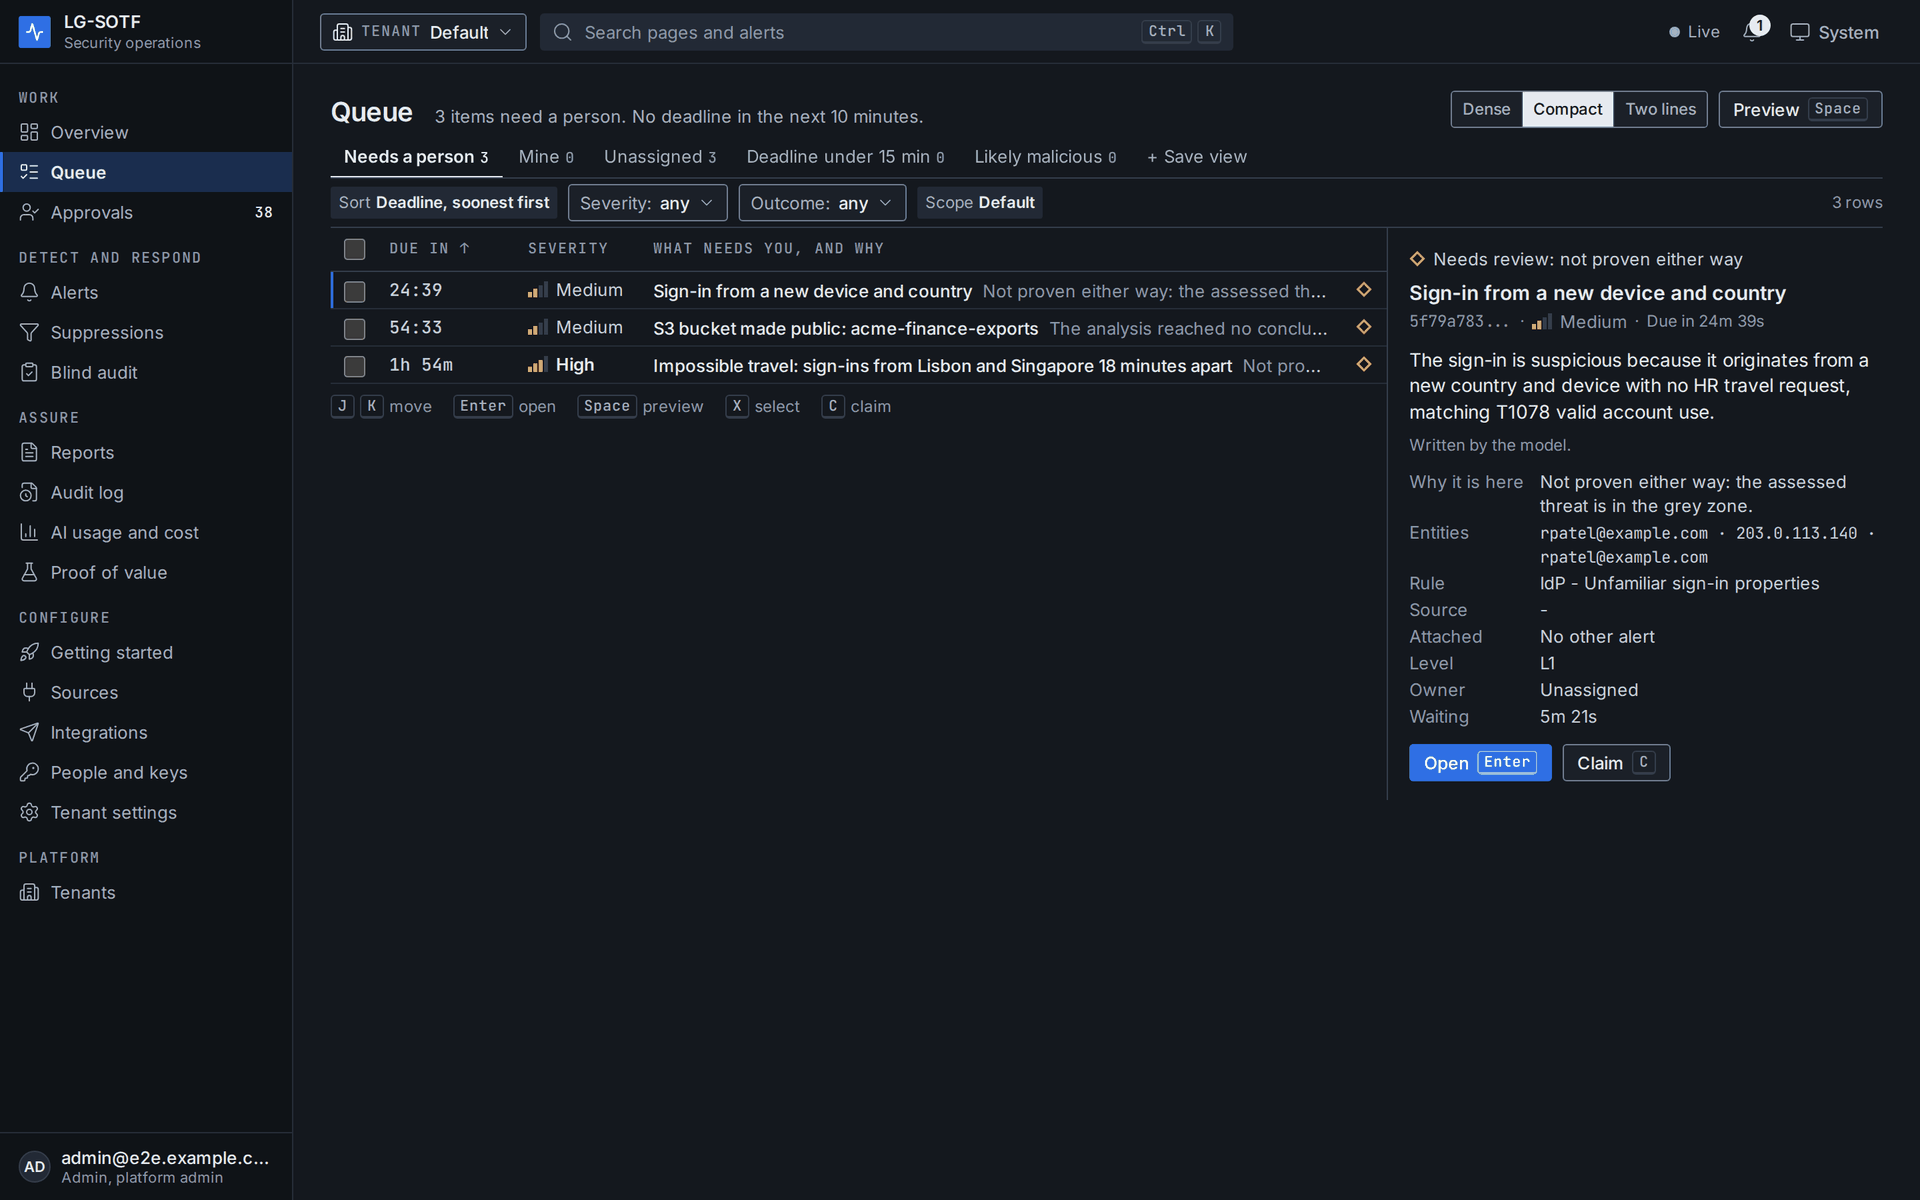 LG-SOTF
Security operations
TENANT Default
Search pages and alerts
Ctrl K
Live
1
System
WORK
Overview
Queue
Approvals 38
DETECT AND RESPOND
Alerts
Suppressions
Blind audit
ASSURE
Reports
Audit log
AI usage and cost
Proof of value
CONFIGURE
Getting started
Sources
Integrations
People and keys
Tenant settings
PLATFORM
Tenants
AD
admin@e2e.example.c...
Admin, platform admin
Queue 3 items need a person. No deadline in the next 10 minutes.
Dense Compact Two lines
Preview Space
Needs a person 3 Mine 0 Unassigned 3 Deadline under 15 min 0 Likely malicious 0 + Save view
Sort Deadline, soonest first Severity: any Outcome: any Scope Default 3 rows
DUE IN ↑ SEVERITY WHAT NEEDS YOU, AND WHY
24:39 Medium Sign-in from a new device and country Not proven either way: the assessed th...
54:33 Medium S3 bucket made public: acme-finance-exports The analysis reached no conclu...
1h 54m High Impossible travel: sign-ins from Lisbon and Singapore 18 minutes apart Not pro...
J K move Enter open Space preview X select C claim
Needs review: not proven either way
Sign-in from a new device and country
5f79a783... · Medium · Due in 24m 39s
The sign-in is suspicious because it originates from a
new country and device with no HR travel request,
matching T1078 valid account use.
Written by the model.
Why it is here Not proven either way: the assessed
threat is in the grey zone.
Entities rpatel@example.com · 203.0.113.140 ·
rpatel@example.com
Rule IdP - Unfamiliar sign-in properties
Source -
Attached No other alert
Level L1
Owner Unassigned
Waiting 5m 21s
Open Enter Claim C